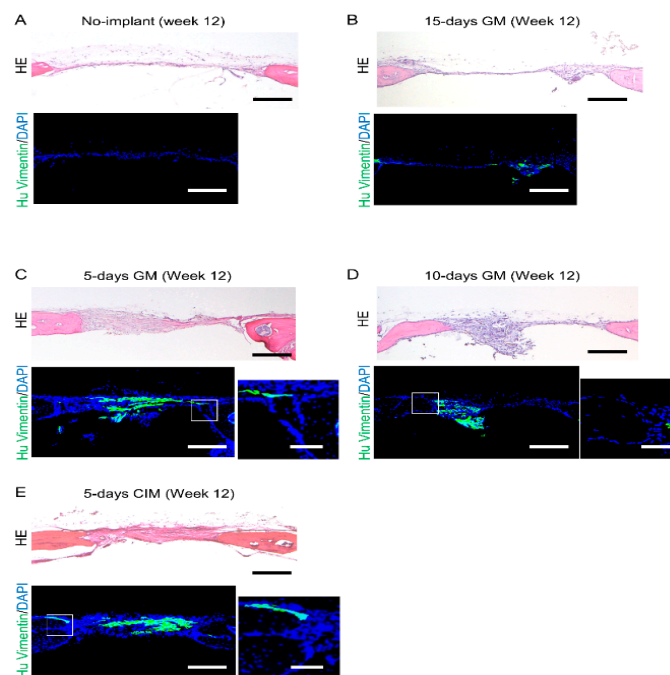 A
No-implant (week 12)
HE
Hu Vimentin/DAPI
B
15-days GM (Week 12)
HE
Hu Vimentin/DAPI
C
5-days GM (Week 12)
HE
Hu Vimentin/DAPI
D
10-days GM (Week 12)
HE
Hu Vimentin/DAPI
E
5-days CIM (Week 12)
HE
Hu Vimentin/DAPI